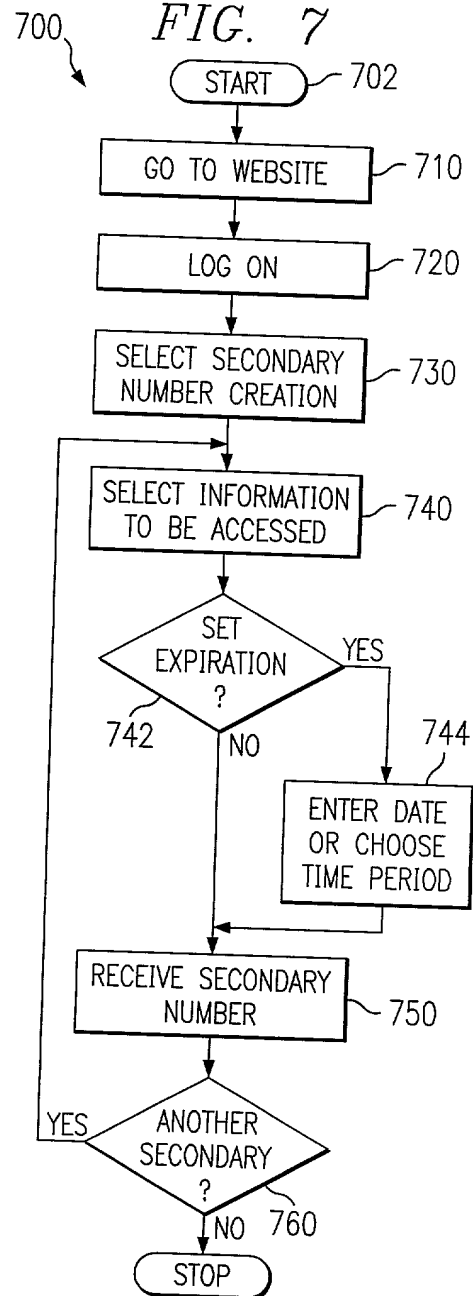 FIG. 7
700
START
702
GO TO WEBSITE
710
LOG ON
720
SELECT SECONDARY
NUMBER CREATION
730
SELECT INFORMATION
TO BE ACCESSED
740
SET
EXPIRATION
?
YES
742
NO
744
ENTER DATE
OR CHOOSE
TIME PERIOD
RECEIVE SECONDARY
NUMBER
750
YES
ANOTHER
SECONDARY
?
760
NO
STOP